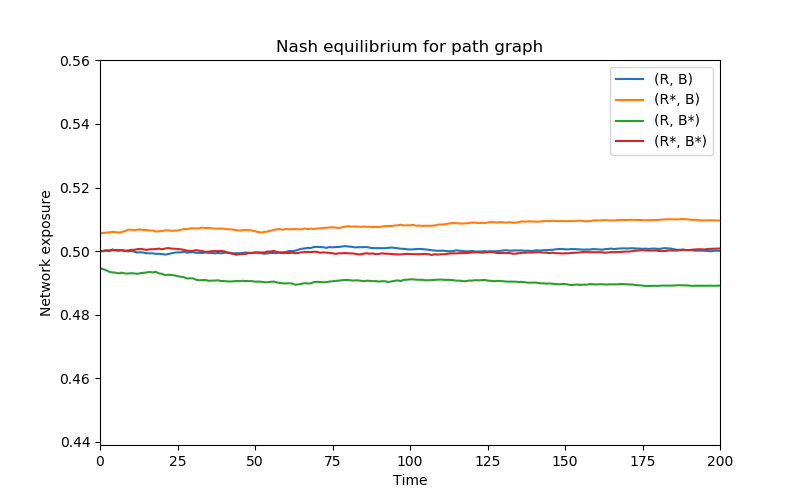 Nash equilibrium for path graph
Network exposure
0.56
0.54
0.52
0.50
0.48
0.46
0.44
(R, B)
(R*, B)
(R, B*)
(R*, B*)
0 25 50 75 100 125 150 175 200
Time